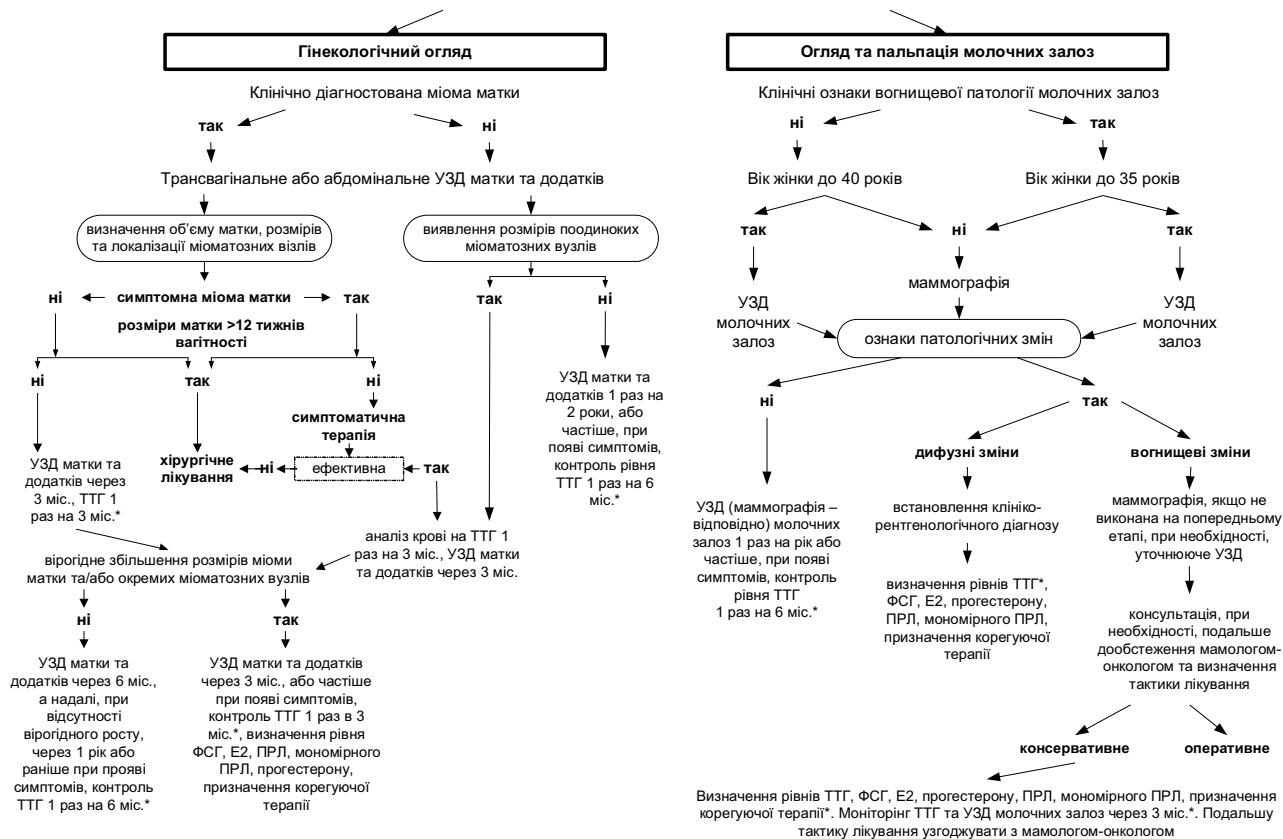 Гінекологічний огляд
Клінічно діагностована міома матки
так
ні
Трансвагінальне або абдомінальне УЗД матки та додатків
визначення об'єму матки, розмірів
та локалізації міоматозних візлів
виявлення розмірів поодиноких
міоматозних вузлів
ні
симптомна міома матки
так
так
ні
розміри матки >12 тижнів
вагітності
ні
так
ні
УЗД матки та
додатків 1 раз на
2 роки, або
частіше, при
появі симптомів,
контроль рівня
ТТГ 1 раз на 6
міс.*
симптоматична
терапія
УЗД матки та
додатків через
3 міс., ТТГ 1
раз на 3 міс.*
хірургічне
лікування
ні
ефективна
так
аналіз крові на ТТГ 1
раз на 3 міс., УЗД матки
та додатків через 3 міс.
вірогідне збільшення розмірів міоми
матки та/або окремих міоматозних вузлів
ні
так
УЗД матки та
додатків через 6 міс.,
а надалі, при
відсутності
вірогідного росту,
через 1 рік або
раніше при прояві
симптомів, контроль
ТТГ 1 раз на 6 міс.*
УЗД матки та додатків
через 3 міс., або частіше
при появі симптомів,
контроль ТТГ 1 раз в 3
міс.*, визначення рівня
ФСГ, Е2, ПРЛ, мономірного
ПРЛ, прогестерону,
призначення корегуючої
терапії
Огляд та пальпація молочних залоз
Клінічні ознаки вогнищевої патології молочних залоз
ні
так
Вік жінки до 40 років
Вік жінки до 35 років
так
ні
так
маммографія
УЗД
молочних
залоз
УЗД
молочних
залоз
ознаки патологічних змін
ні
так
дифузні зміни
вогнищеві зміни
УЗД (маммографія –
відповідно) молочних
залоз 1 раз на рік або
частіше, при появі
симптомів, контроль
рівня ТТГ
1 раз на 6 міс.*
встановлення клініко-
рентгенологічного діагнозу
маммографія, якщо не
виконана на попередньому
етапі, при необхідності,
уточнююче УЗД
визначення рівнів ТТГ*,
ФСГ, Е2, прогестерону,
ПРЛ, мономірного ПРЛ,
призначення корегуючої
терапії
консультація, при
необхідності, подальше
дообстеження мамологом-
онкологом та визначення
тактики лікування
консервативне
оперативне
Визначення рівнів ТТГ, ФСГ, Е2, прогестерону, ПРЛ, мономірного ПРЛ, призначення
корегуючої терапії*. Моніторінг ТТГ та УЗД молочних залоз через 3 міс.*. Подальшу
тактику лікування узгоджувати з мамологом-онкологом